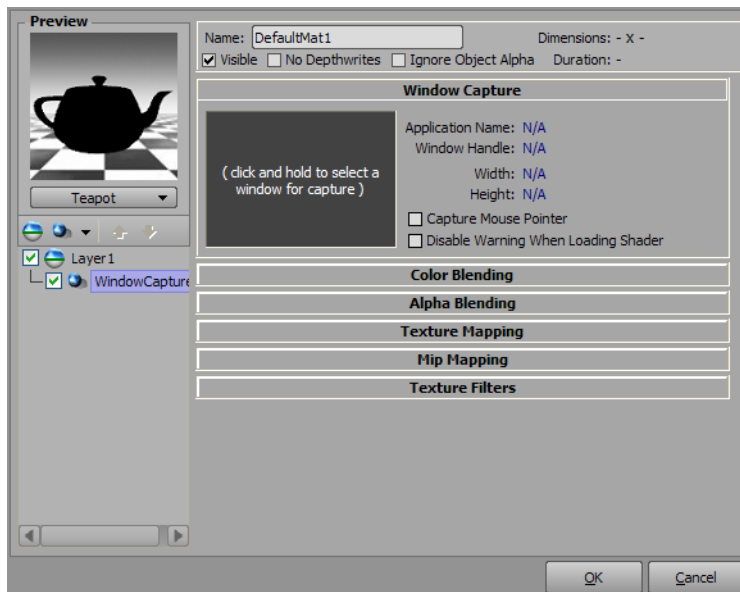 Preview
Name: DefaultMat1 Dimensions: - x -
Visible No Depthwrites Ignore Object Alpha Duration: -
Window Capture
( click and hold to select a
window for capture )
Application Name: N/A
Window Handle: N/A
Width: N/A
Height: N/A
Capture Mouse Pointer
Disable Warning When Loading Shader
Teapot
Layer1
WindowCapture
Color Blending
Alpha Blending
Texture Mapping
Mip Mapping
Texture Filters
OK Cancel